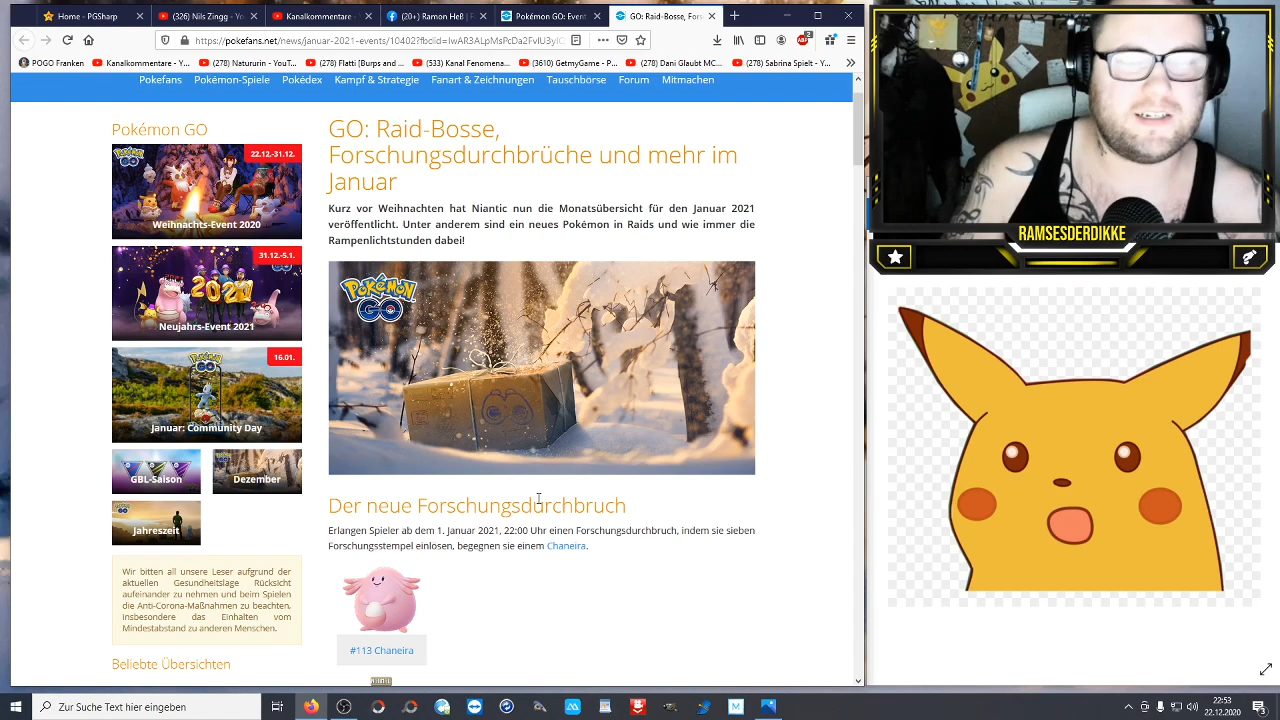 Home - PGSharp
(326) Nils Zingg - YouT
Kanalkommentare - Y
(20+) Ramon Heß | F
Pokémon GO: Event
GO: Raid-Bosse, Fors
https://pokefans.net/news/januar-2021-events/10402?fbclid=IwAR3ALpMsPcDa2FvIU3ylC
2
POGO Franken
Kanalkommentare - Y...
(278) Natururin - YouT...
(278) Flatti [Burps and ...
(533) Kanal Fenomena...
(3610) GetmyGame - P...
(278) Dani Glaubt MC...
(278) Sabrina Spielt - Y...
Pokefans Pokémon-Spiele Pokédex Kampf & Strategie Fanart & Zeichnungen Tauschbörse Forum Mitmachen
Pokémon GO
22.12.-31.12.
Weihnachts-Event 2020
31.12.-5.1.
2021
Neujahrs-Event 2021
16.01.
Januar: Community Day
GBL-Saison
Dezember
Jahreszeit
Wir bitten all unsere Leser aufgrund der
aktuellen Gesundheitslage Rücksicht
aufeinander zu nehmen und beim Spielen
die Anti-Corona-Maßnahmen zu beachten,
insbesondere das Einhalten vom
Mindestabstand zu anderen Menschen.
Beliebte Übersichten
GO: Raid-Bosse,
Forschungsdurchbrüche und mehr im
Januar
Kurz vor Weihnachten hat Niantic nun die Monatsübersicht für den Januar 2021
veröffentlicht. Unter anderem sind ein neues Pokémon in Raids und wie immer die
Rampenlichtstunden dabei!
POKéMON
GO
Der neue Forschungsdurchbruch
Erlangen Spieler ab dem 1. Januar 2021, 22:00 Uhr einen Forschungsdurchbruch, indem sie sieben
Forschungsstempel einlösen, begegnen sie einem Chaneira.
#113 Chaneira
RAMSESDERDIKKE
Zur Suche Text hier eingeben
22:53
22.12.2020